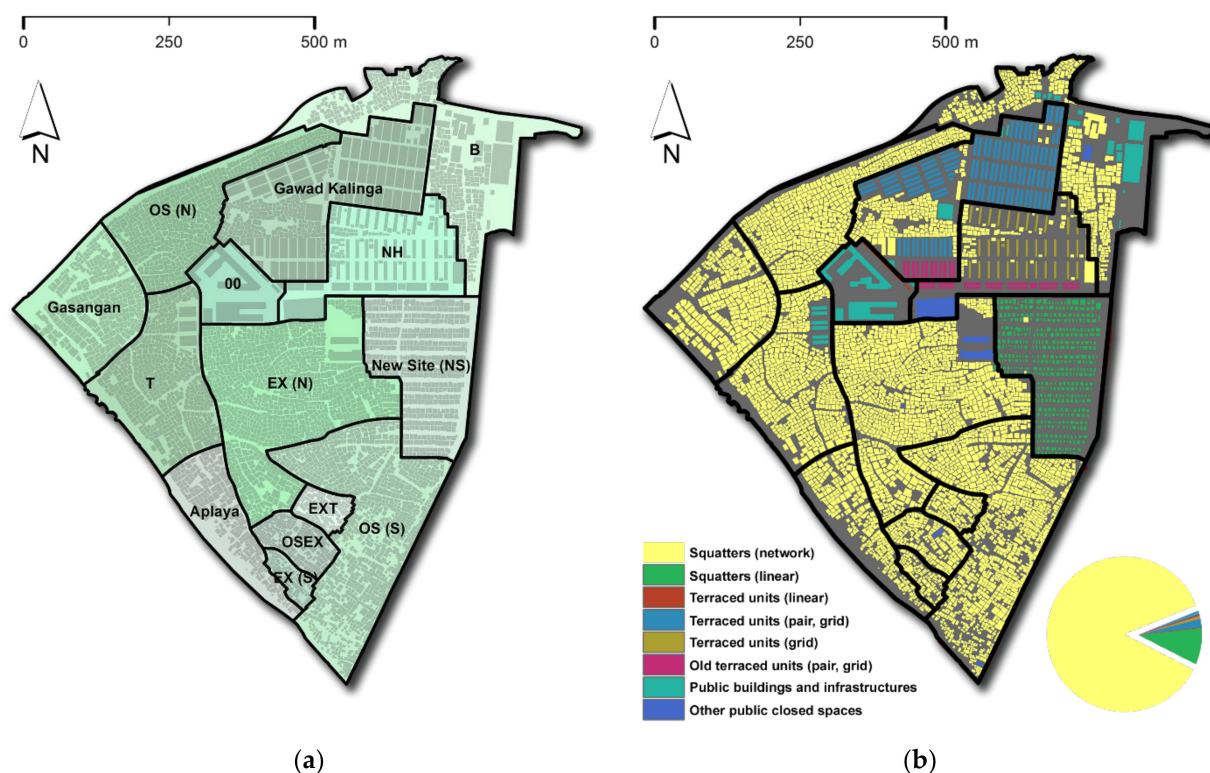 0 250 500 m
0 250 500 m
N
N
B
Gawad Kalinga
OS (N)
NH
00
Gasangan
New Site (NS)
T
EX (N)
Aplaya
EXT
OS (S)
OSEX
EX (S)
Squatters (network)
Squatters (linear)
Terraced units (linear)
Terraced units (pair, grid)
Terraced units (grid)
Old terraced units (pair, grid)
Public buildings and infrastructures
Other public closed spaces
(a)
(b)